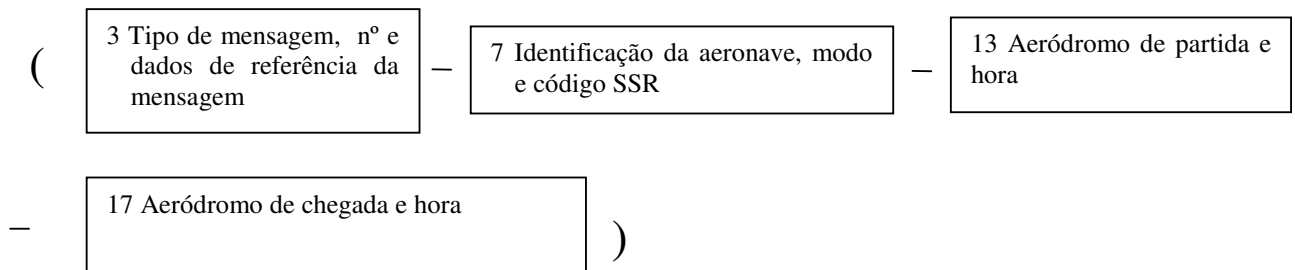 ( 3 Tipo de mensagem, nº e dados de referência da mensagem – 7 Identificação da aeronave, modo e código SSR – 13 Aeródromo de partida e hora
– 17 Aeródromo de chegada e hora )